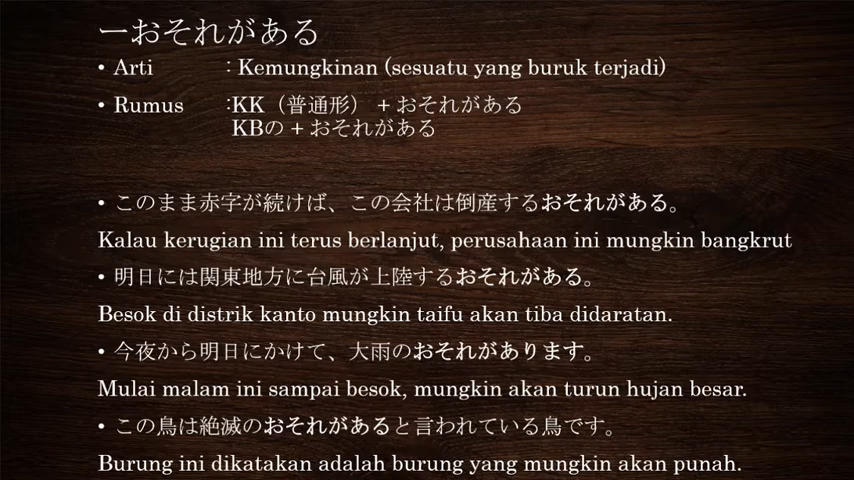 ーおそれがある
• Arti : Kemungkinan (sesuatu yang buruk terjadi)
• Rumus :KK（普通形） + おそれがある
KBの + おそれがある
• このまま赤字が続けば、この会社は倒産するおそれがある。
Kalau kerugian ini terus berlanjut, perusahaan ini mungkin bangkrut
• 明日には関東地方に台風が上陸するおそれがある。
Besok di distrik kanto mungkin taifu akan tiba didaratan.
• 今夜から明日にかけて、大雨のおそれがあります。
Mulai malam ini sampai besok, mungkin akan turun hujan besar.
• この鳥は絶滅のおそれがあると言われている鳥です。
Burung ini dikatakan adalah burung yang mungkin akan punah.